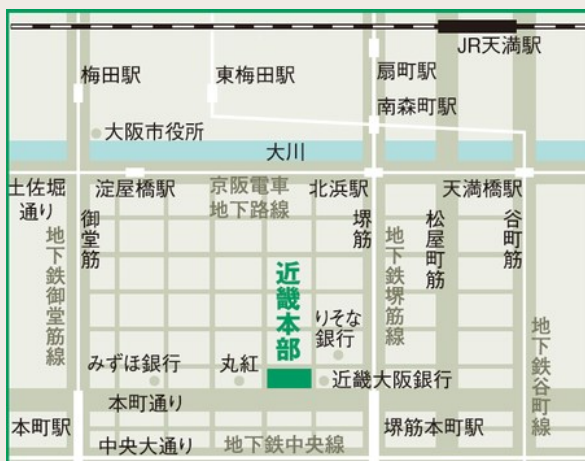 JR天満駅
梅田駅
東梅田駅
扇町駅
南森町駅
大阪市役所
大川
土佐堀
通り
淀屋橋駅
京阪電車
地下路線
北浜駅
天満橋駅
御堂筋
地下鉄御堂筋線
堺筋
地下鉄堺筋線
松屋町筋
谷町筋
地下鉄谷町線
近畿本部
りそな
銀行
みずほ銀行
丸紅
近畿大阪銀行
本町通り
本町駅
中央大通り
地下鉄中央線
堺筋本町駅